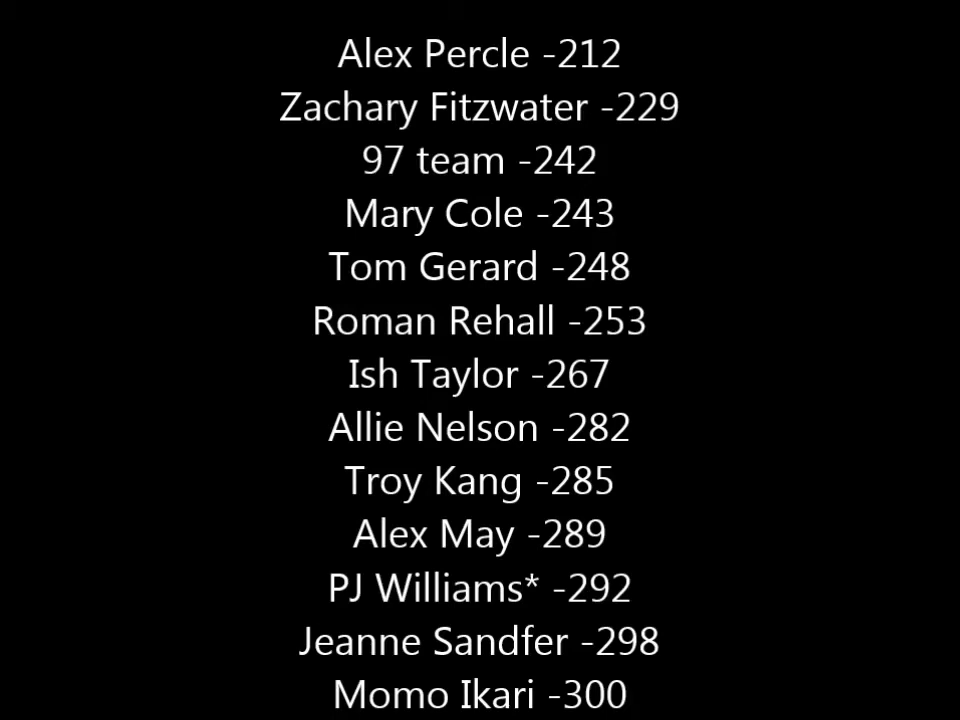 Alex Percle -212
Zachary Fitzwater -229
97 team -242
Mary Cole -243
Tom Gerard -248
Roman Rehall -253
Ish Taylor -267
Allie Nelson -282
Troy Kang -285
Alex May -289
PJ Williams* -292
Jeanne Sandfer -298
Momo Ikari -300